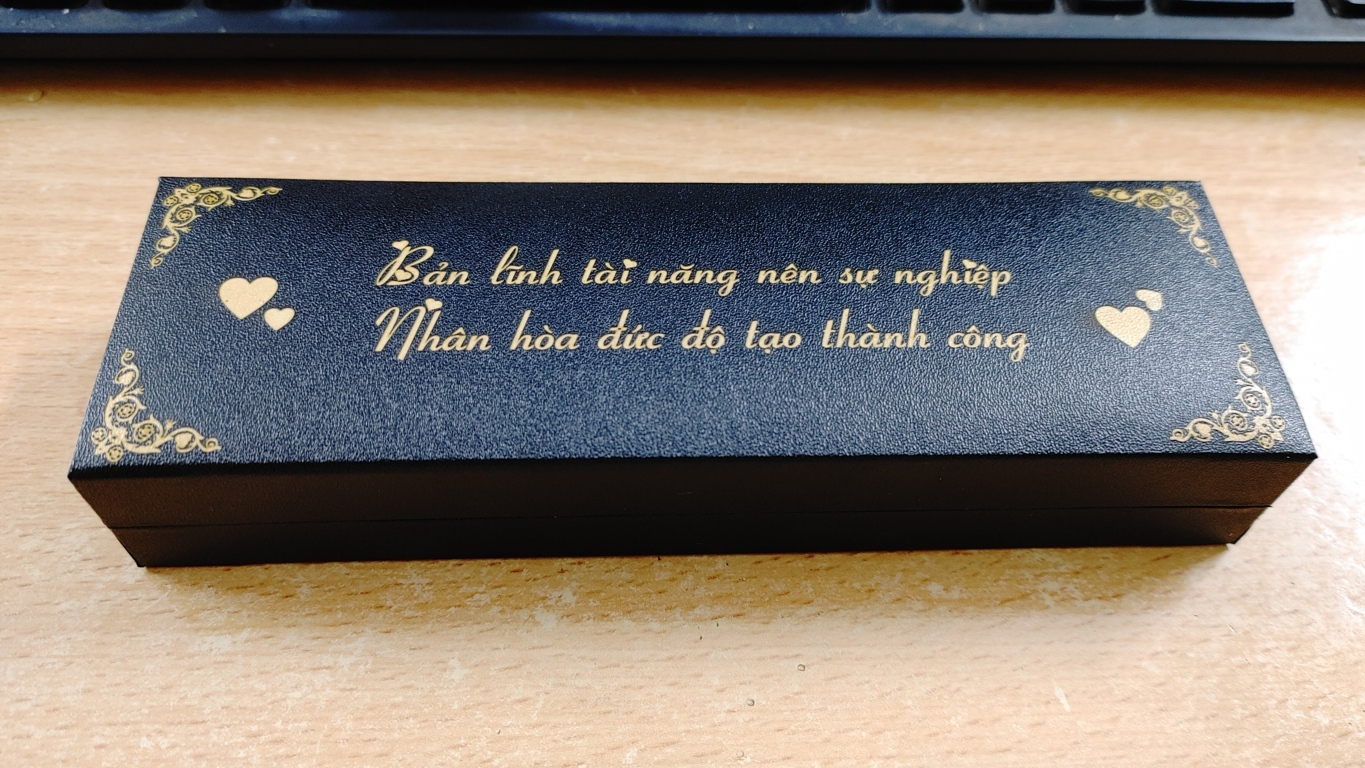 Bản lĩnh tài năng nên sự nghiệp
Nhân hòa đức độ tạo thành công